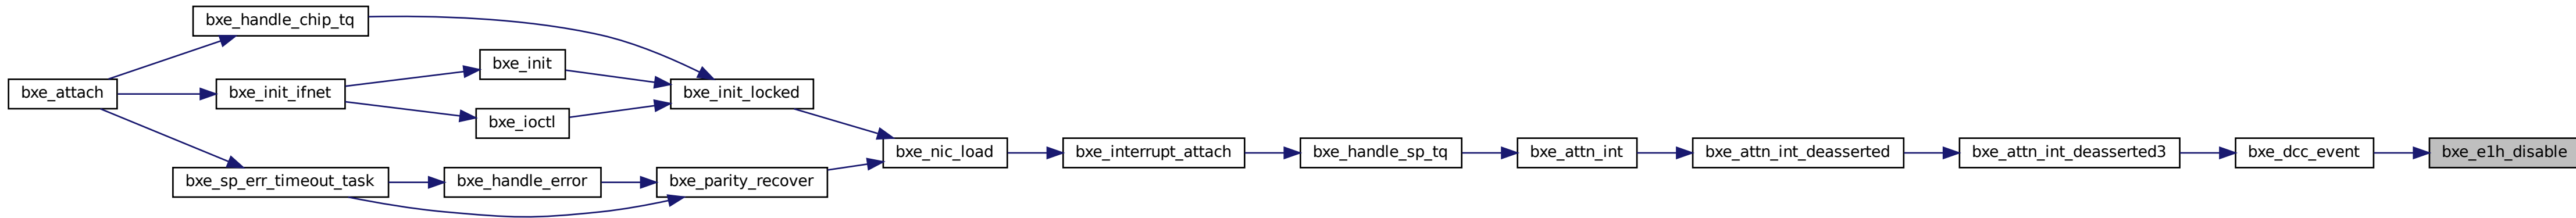 bxe_handle_chip_tq
bxe_init
bxe_attach
bxe_init_ifnet
bxe_init_locked
bxe_ioctl
bxe_nic_load
bxe_interrupt_attach
bxe_handle_sp_tq
bxe_attn_int
bxe_attn_int_deasserted
bxe_attn_int_deasserted3
bxe_dcc_event
bxe_e1h_disable
bxe_sp_err_timeout_task
bxe_handle_error
bxe_parity_recover